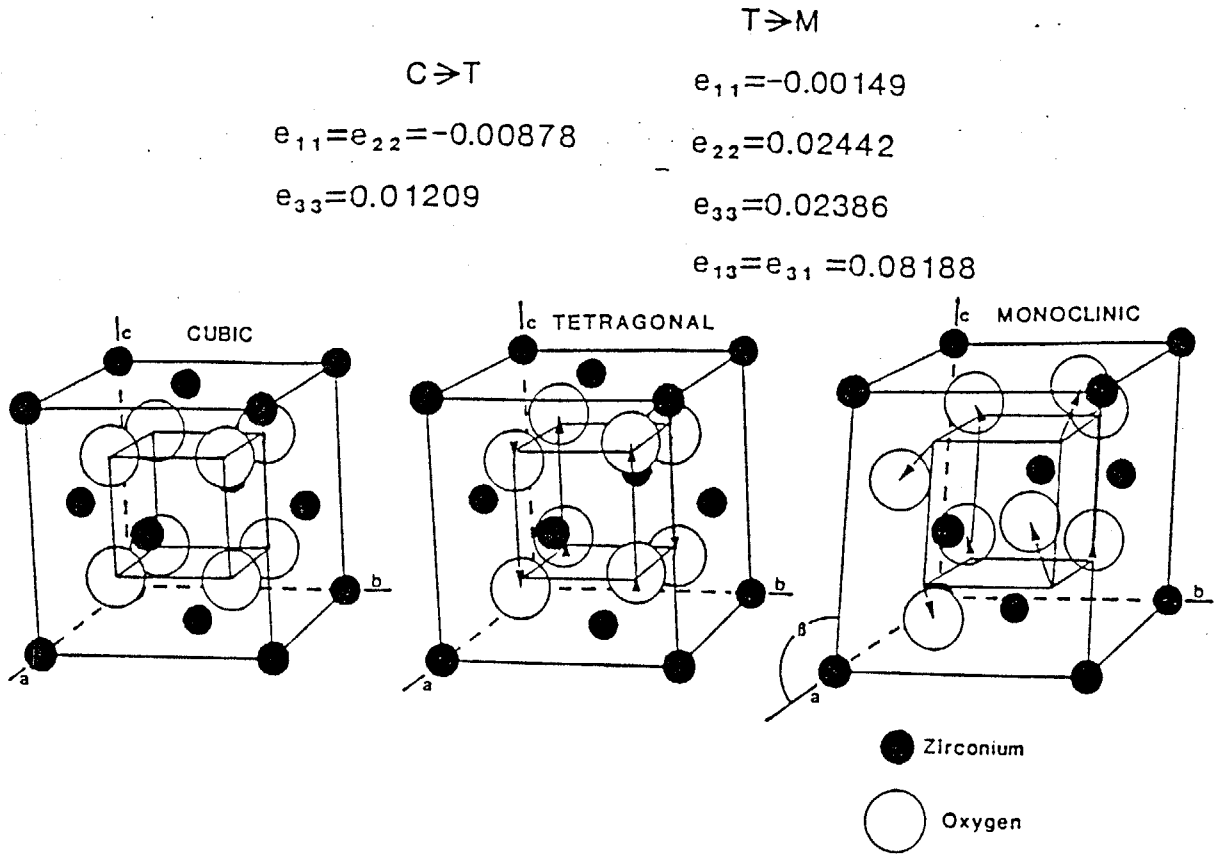 T⇒M
C⇒T
e₁₁=-0.00149
e₁₁=e₂₂=-0.00878
e₂₂=0.02442
e₃₃=0.01209
e₃₃=0.02386
e₁₃=e₃₁=0.08188
c CUBIC
c TETRAGONAL
c MONOCLINIC
b
b
b
β
a
a
a
Zirconium
Oxygen